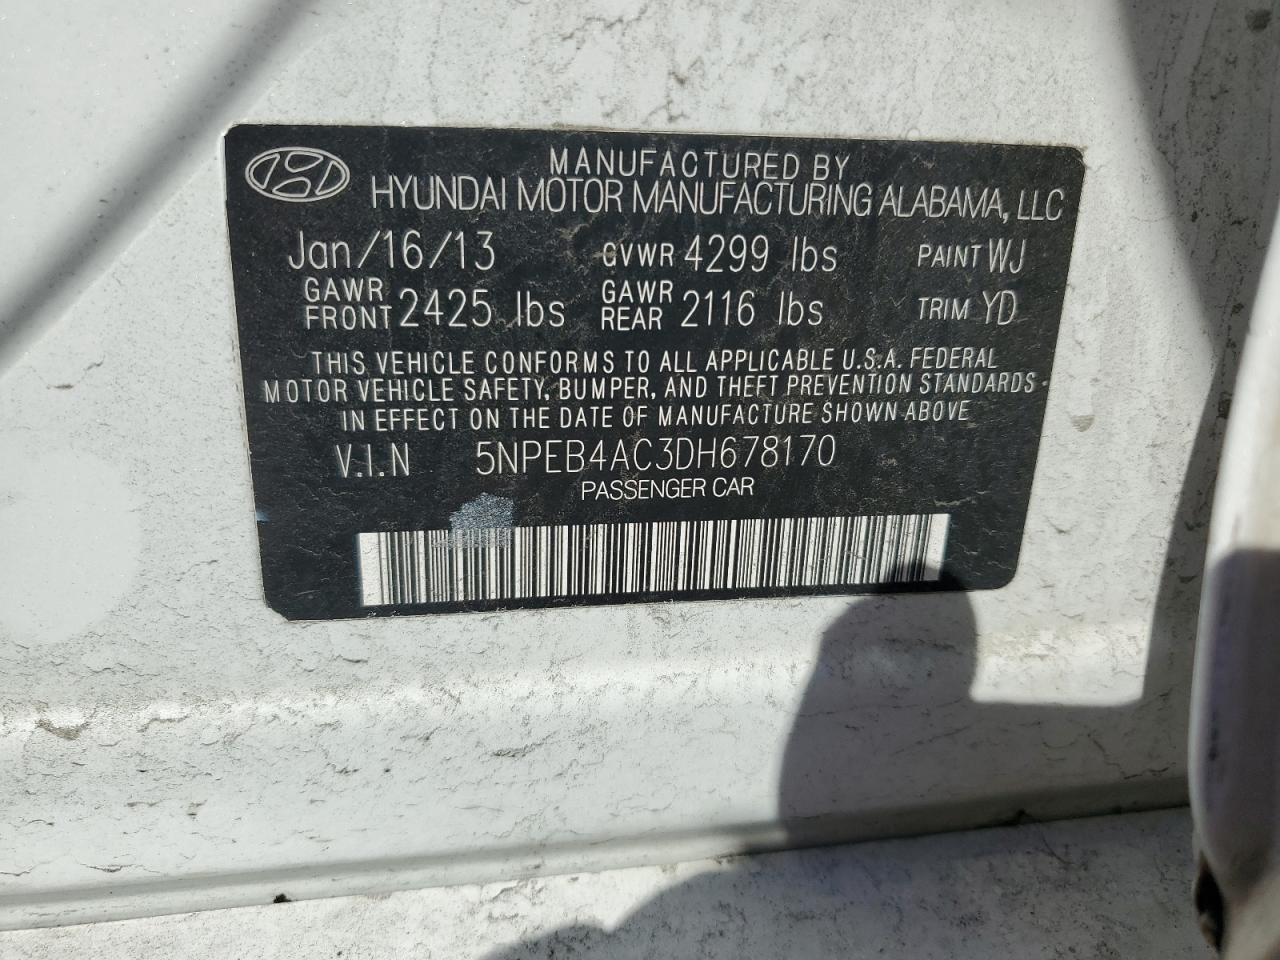 MANUFACTURED BY
HYUNDAI MOTOR MANUFACTURING ALABAMA, LLC
Jan/16/13 GVWR 4299 lbs PAINT WJ
GAWR FRONT 2425 lbs GAWR REAR 2116 lbs TRIM YD
THIS VEHICLE CONFORMS TO ALL APPLICABLE U.S.A. FEDERAL
MOTOR VEHICLE SAFETY, BUMPER, AND THEFT PREVENTION STANDARDS
IN EFFECT ON THE DATE OF MANUFACTURE SHOWN ABOVE
V.I.N 5NPEB4AC3DH678170
PASSENGER CAR